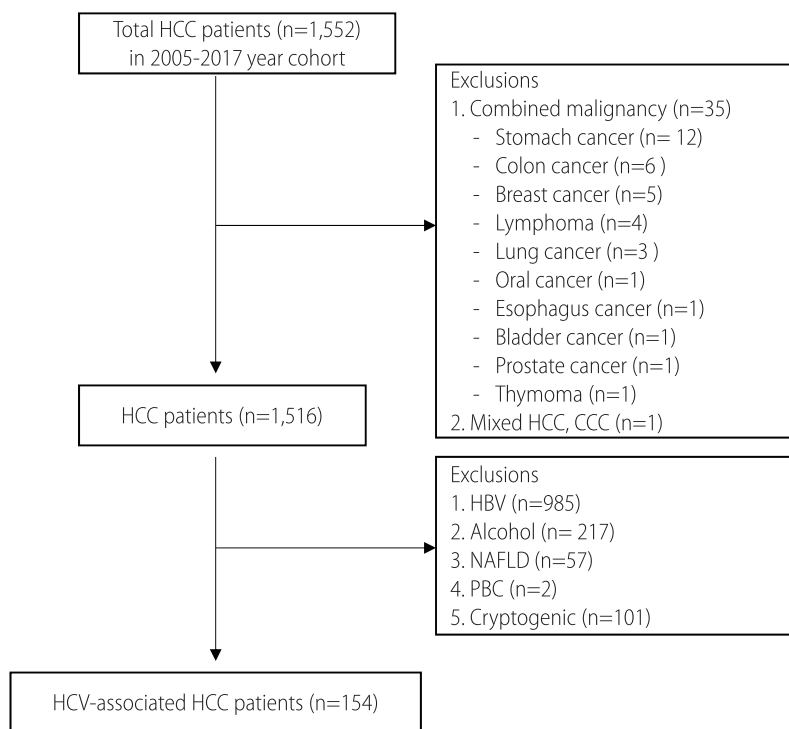 Total HCC patients (n=1,552)
in 2005-2017 year cohort
Exclusions
1. Combined malignancy (n=35)
- Stomach cancer (n= 12)
- Colon cancer (n=6 )
- Breast cancer (n=5)
- Lymphoma (n=4)
- Lung cancer (n=3 )
- Oral cancer (n=1)
- Esophagus cancer (n=1)
- Bladder cancer (n=1)
- Prostate cancer (n=1)
- Thymoma (n=1)
2. Mixed HCC, CCC (n=1)
HCC patients (n=1,516)
Exclusions
1. HBV (n=985)
2. Alcohol (n= 217)
3. NAFLD (n=57)
4. PBC (n=2)
5. Cryptogenic (n=101)
HCV-associated HCC patients (n=154)